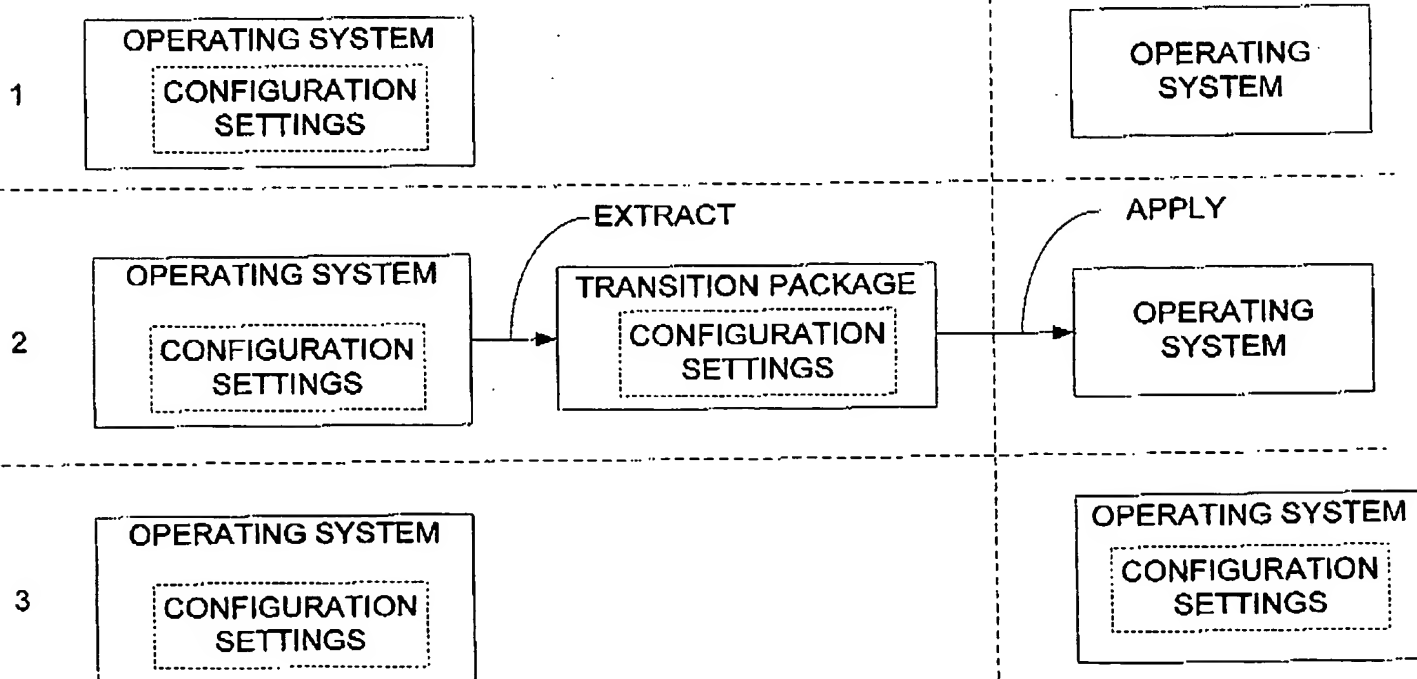 1
OPERATING SYSTEM
CONFIGURATION
SETTINGS
OPERATING
SYSTEM
EXTRACT
APPLY
2
OPERATING SYSTEM
CONFIGURATION
SETTINGS
TRANSITION PACKAGE
CONFIGURATION
SETTINGS
OPERATING
SYSTEM
3
OPERATING SYSTEM
CONFIGURATION
SETTINGS
OPERATING SYSTEM
CONFIGURATION
SETTINGS